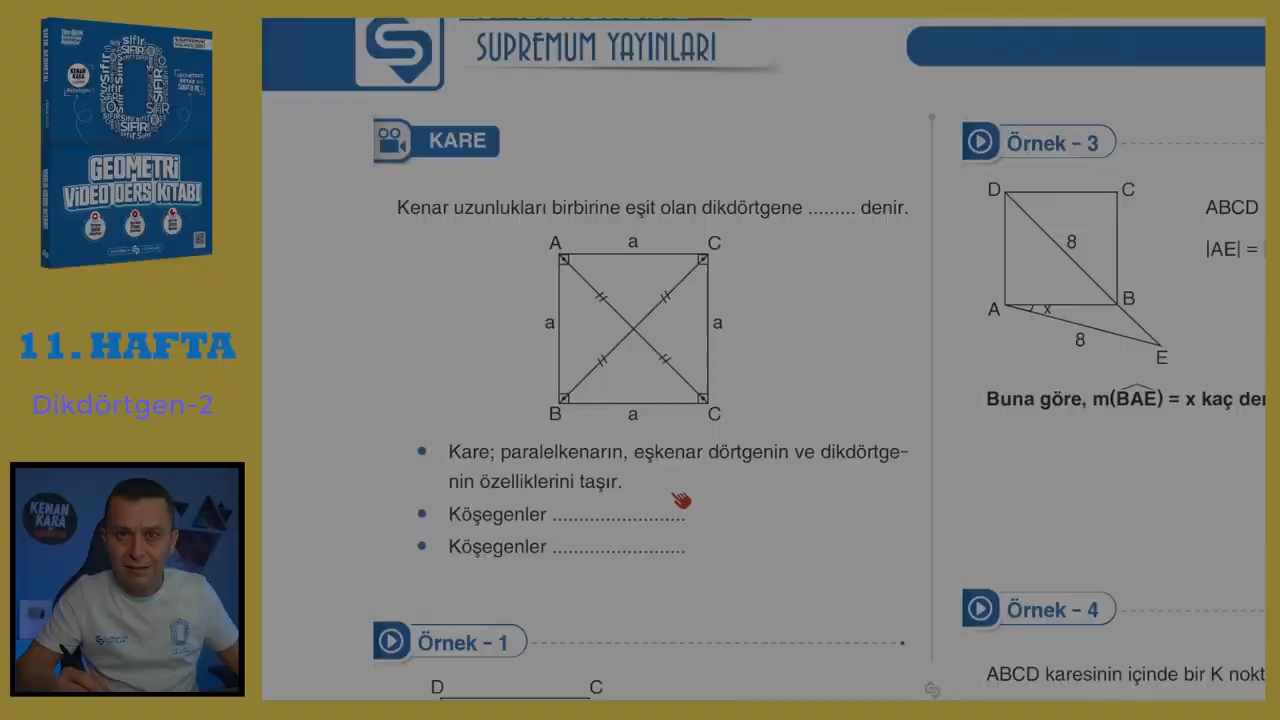 SIFIR
GEOMETRİ
VİDEO DERS KİTABI
11. HAFTA
Dikdörtgen-2
KENAN
KARA
SUPREMUM YAYINLARI
KARE
Kenar uzunlukları birbirine eşit olan dikdörtgene ......... denir.
A a C
a a
B a C
• Kare; paralelkenarın, eşkenar dörtgenin ve dikdörtge-
nin özelliklerini taşır.
• Köşegenler .........................
• Köşegenler .........................
Örnek - 1
D C
Örnek - 3
D C
8
A x B
8
E
ABCD
|AE| =
Buna göre, m(BAE) = x kaç der
Örnek - 4
ABCD karesinin içinde bir K nokt